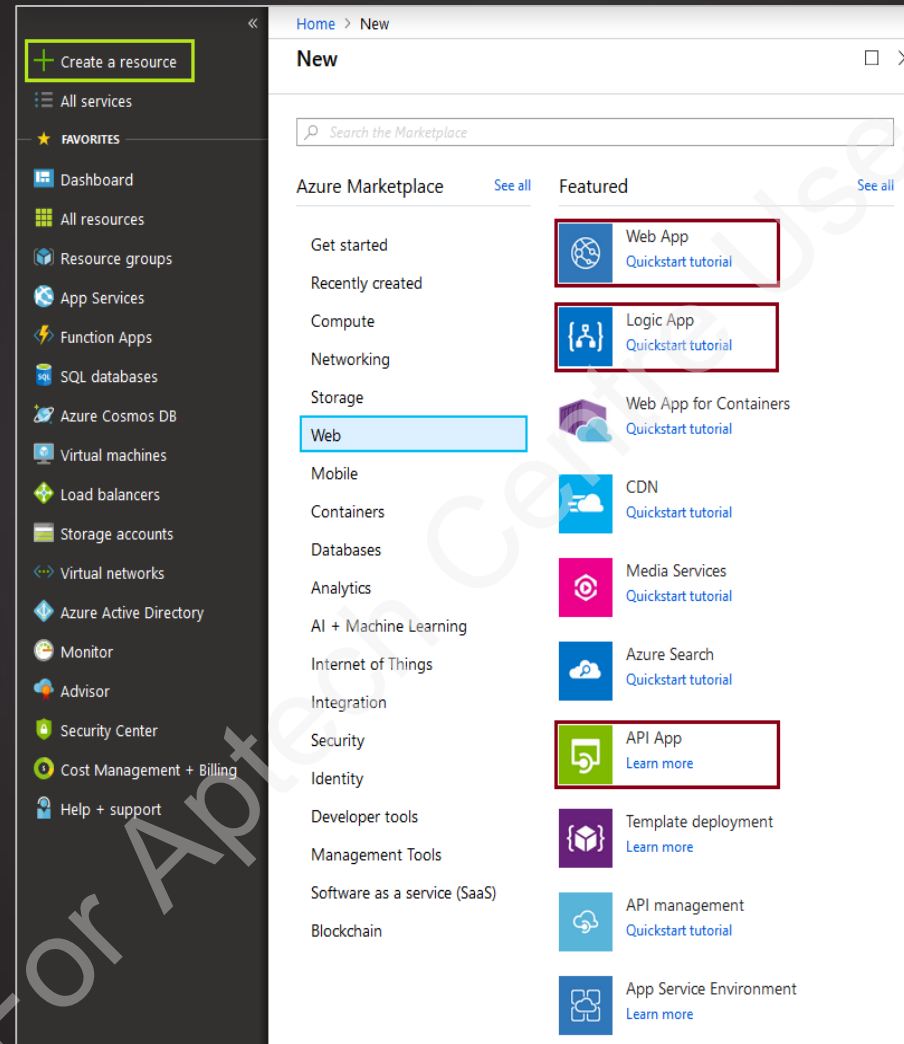 «
Create a resource
All services
FAVORITES
Dashboard
All resources
Resource groups
App Services
Function Apps
SQL databases
Azure Cosmos DB
Virtual machines
Load balancers
Storage accounts
Virtual networks
Azure Active Directory
Monitor
Advisor
Security Center
Cost Management + Billing
Help + support
Home > New
New
Search the Marketplace
Azure Marketplace
See all
Get started
Recently created
Compute
Networking
Storage
Web
Mobile
Containers
Databases
Analytics
AI + Machine Learning
Internet of Things
Integration
Security
Identity
Developer tools
Management Tools
Software as a service (SaaS)
Blockchain
Featured
See all
Web App
Quickstart tutorial
Logic App
Quickstart tutorial
Web App for Containers
Quickstart tutorial
CDN
Quickstart tutorial
Media Services
Quickstart tutorial
Azure Search
Quickstart tutorial
API App
Learn more
Template deployment
Learn more
API management
Quickstart tutorial
App Service Environment
Learn more
For Aptech Centre Use